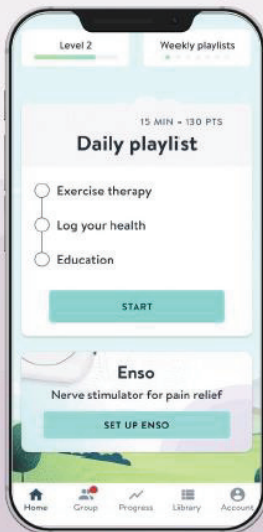 Level 2
Weekly playlists
15 MIN • 130 PTS
Daily playlist
Exercise therapy
Log your health
Education
START
Enso
Nerve stimulator for pain relief
SET UP ENSO
Home Group Progress Library Account